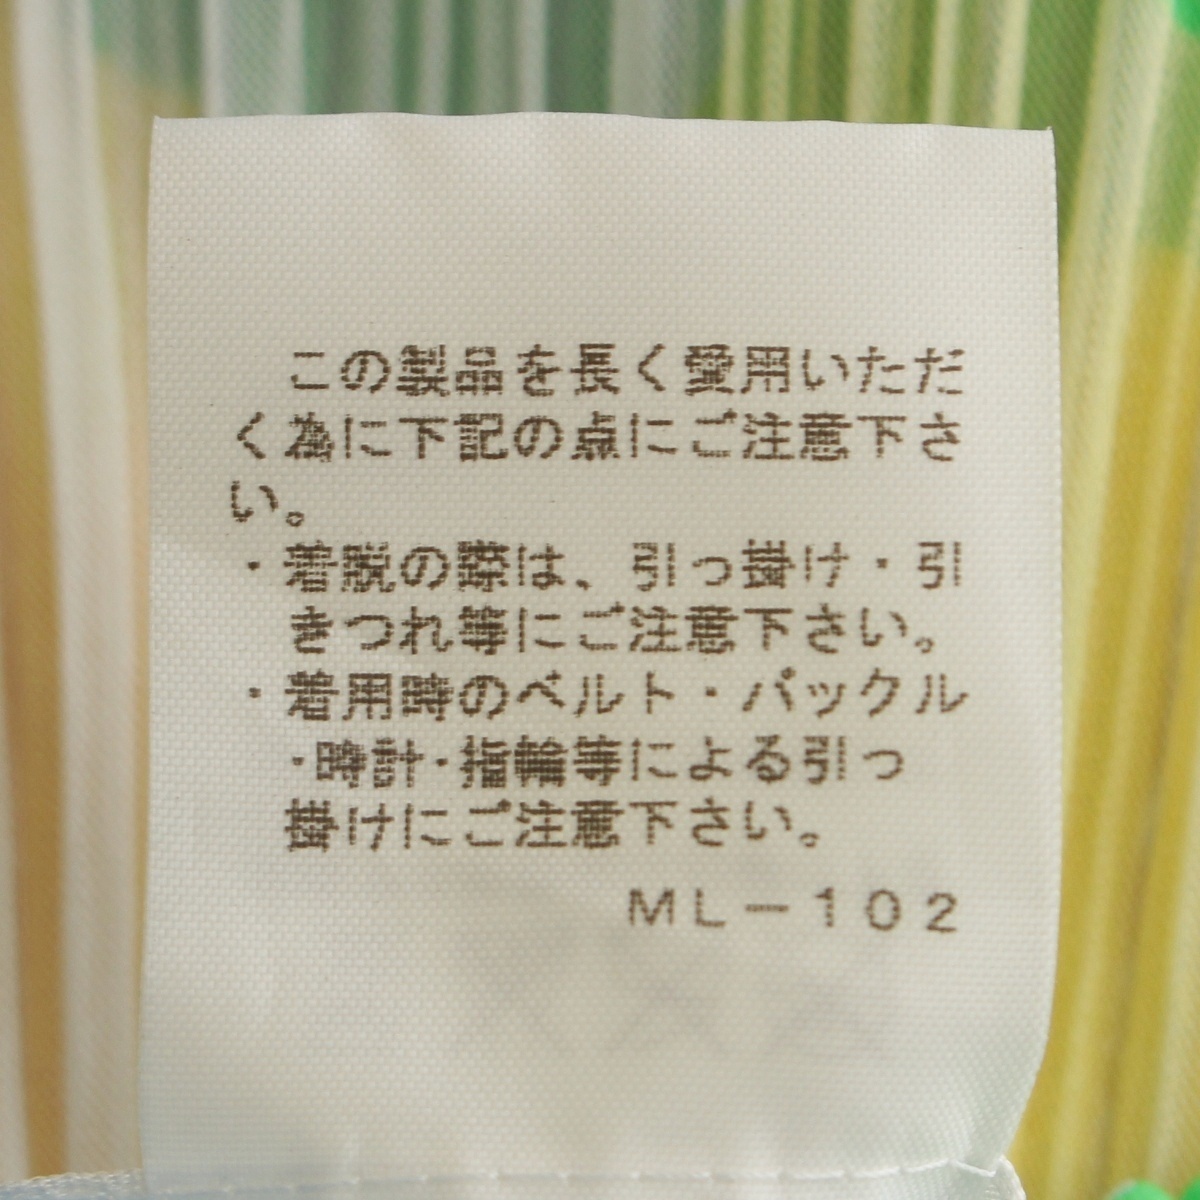 この製品を長く愛用いただ
く為に下記の点にご注意下さ
い。
・着脱の際は、引っ掛け・引
きつれ等にご注意下さい。
・着用時のベルト・バックル
・時計・指輪等による引っ
掛けにご注意下さい。
ML-102